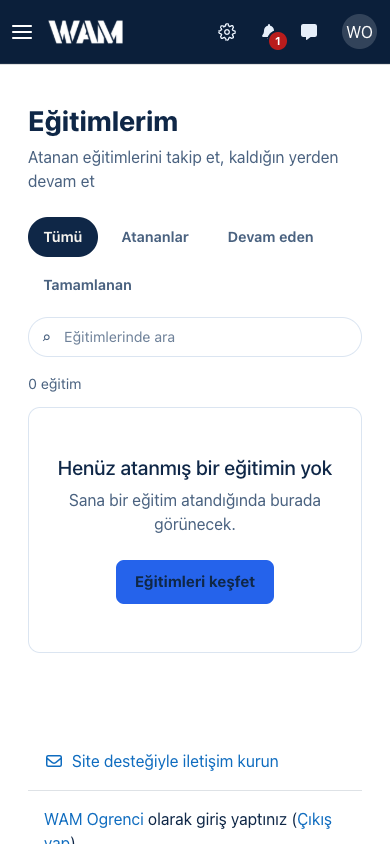 WAM
1
WO
Eğitimlerim
Atanan eğitimlerini takip et, kaldığın yerden
devam et
Tümü
Atananlar
Devam eden
Tamamlanan
Eğitimlerinde ara
0 eğitim
Henüz atanmış bir eğitimin yok
Sana bir eğitim atandığında burada
görünecek.
Eğitimleri keşfet
Site desteğiyle iletişim kurun
WAM Ogrenci olarak giriş yaptınız (Çıkış
yap)